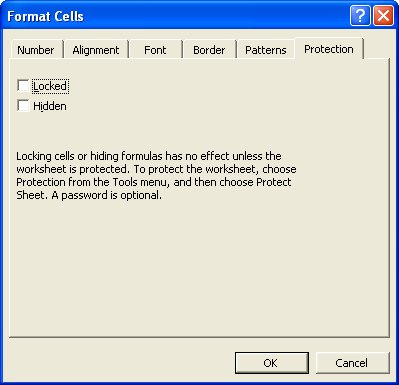 Format Cells
Number Alignment Font Border Patterns Protection
Locked
Hidden
Locking cells or hiding formulas has no effect unless the
worksheet is protected. To protect the worksheet, choose
Protection from the Tools menu, and then choose Protect
Sheet. A password is optional.
OK Cancel